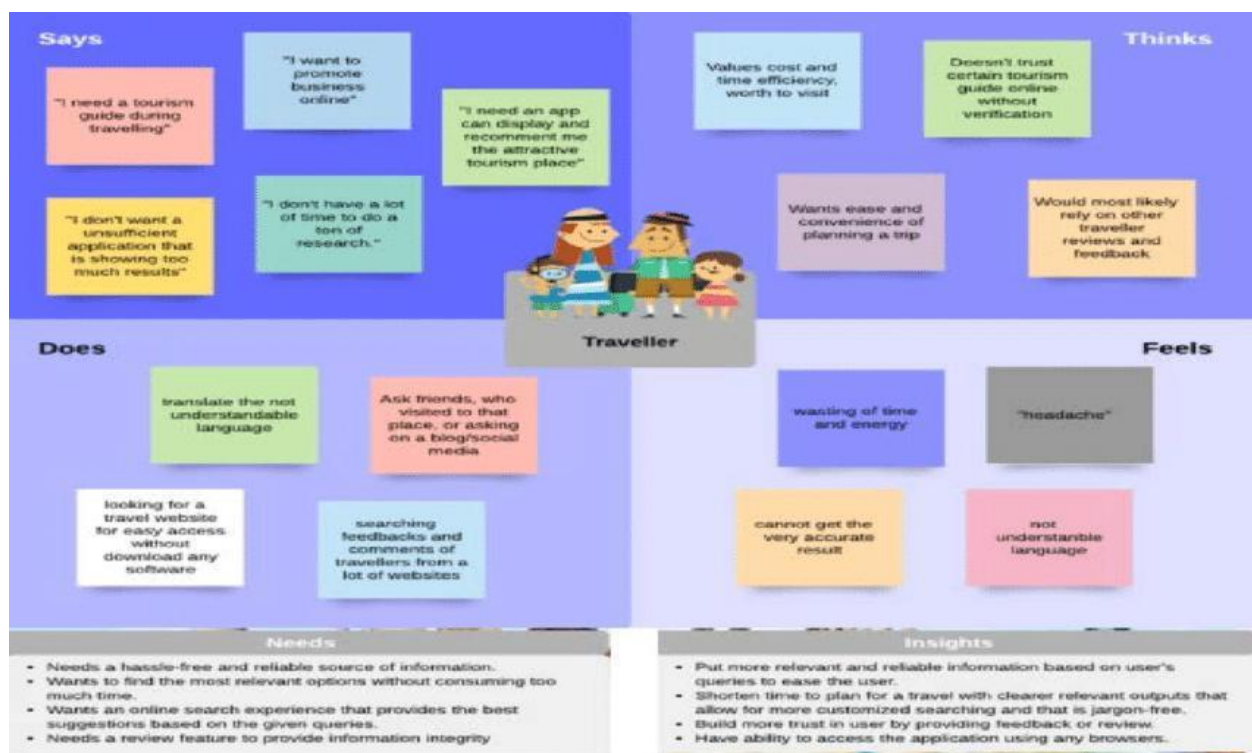 Says
"I need a tourism
guide during
travelling"
"I want to
promote
business
online"
"I need an app
can display and
recomment me
the attractive
tourism place"
"I don't want a
unsufficient
application that
is showing too
much results"
"I don't have a lot
of time to do a
ton of
research."
Thinks
Values cost and
time efficiency,
worth to visit
Doesn't trust
certain tourism
guide online
without
verification
Wants ease and
convenience of
planning a trip
Would most likely
rely on other
traveller
reviews and
feedback
Traveller
Does
translate the not
understandable
language
Ask friends, who
visited to that
place, or asking
on a blog/social
media
looking for a
travel website
for easy access
without
download any
software
searching
feedbacks and
comments of
travellers from a
lot of websites
Feels
wasting of time
and energy
"headache"
cannot get the
very accurate
result
not
understanble
language
Needs
• Needs a hassle-free and reliable source of information.
• Wants to find the most relevant options without consuming too
much time.
• Wants an online search experience that provides the best
suggestions based on the given queries.
• Needs a review feature to provide information integrity
Insights
• Put more relevant and reliable information based on user's
queries to ease the user.
• Shorten time to plan for a travel with clearer relevant outputs that
allow for more customized searching and that is jargon-free.
• Build more trust in user by providing feedback or review.
• Have ability to access the application using any browsers.